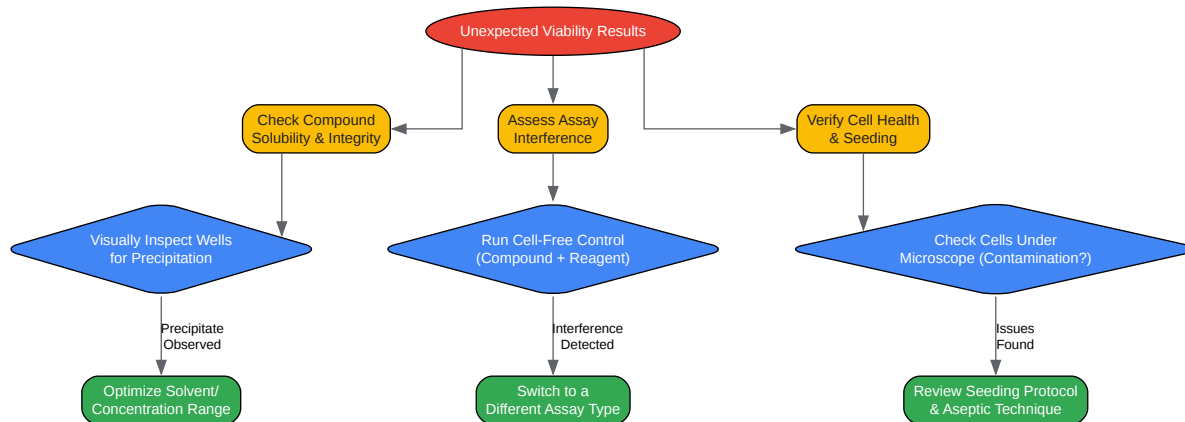 Unexpected Viability Results
Check Compound
Solubility & Integrity
Assess Assay
Interference
Verify Cell Health
& Seeding
Visually Inspect Wells
for Precipitation
Run Cell-Free Control
(Compound + Reagent)
Check Cells Under
Microscope (Contamination?)
Precipitate
Observed
Interference
Detected
Issues
Found
Optimize Solvent/
Concentration Range
Switch to a
Different Assay Type
Review Seeding Protocol
& Aseptic Technique